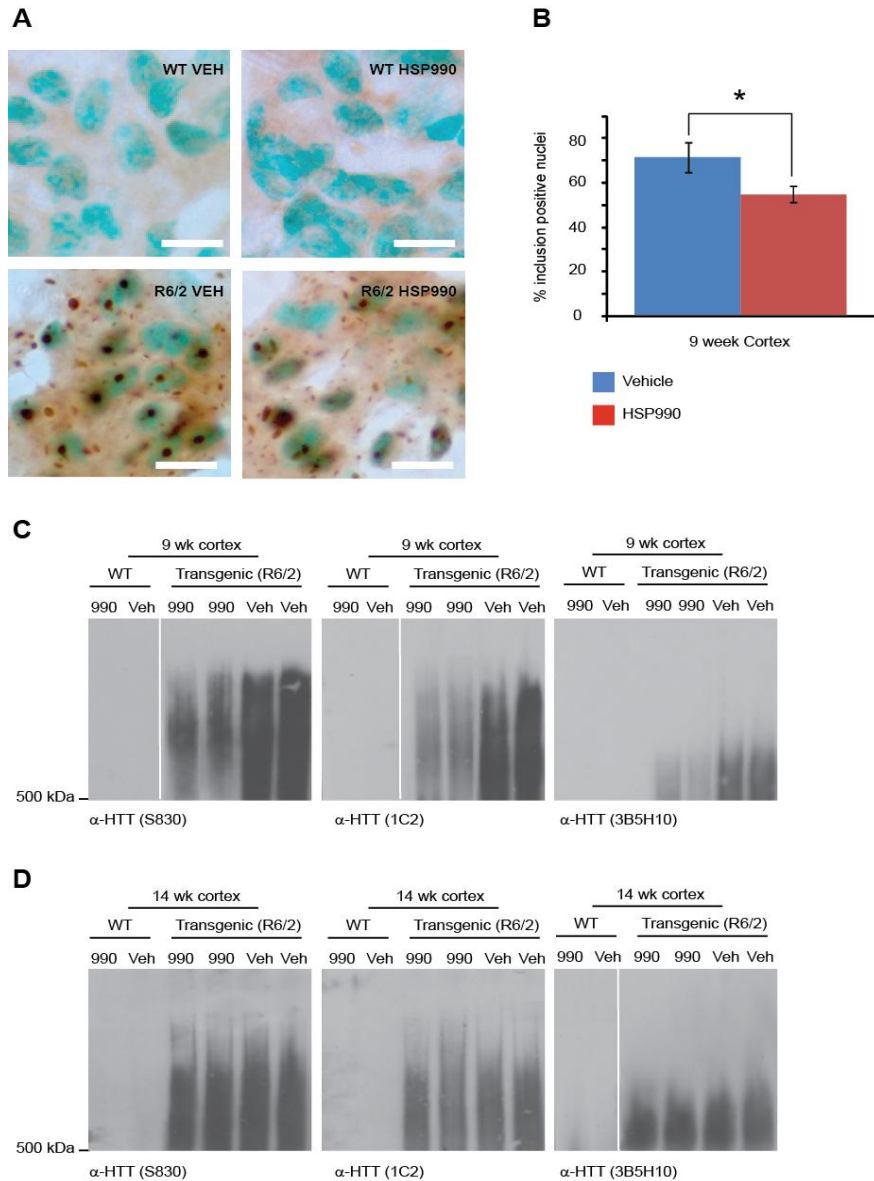 A
WT VEH
WT HSP990
R6/2 VEH
R6/2 HSP990
B
*
% inclusion positive nuclei
80
60
40
20
0
9 week Cortex
Vehicle
HSP990
C
9 wk cortex
9 wk cortex
9 wk cortex
WT Transgenic (R6/2)
WT Transgenic (R6/2)
WT Transgenic (R6/2)
990 Veh 990 990 Veh Veh
990 Veh 990 990 Veh Veh
990 Veh 990 990 Veh Veh
500 kDa
α-HTT (S830)
α-HTT (1C2)
α-HTT (3B5H10)
D
14 wk cortex
14 wk cortex
14 wk cortex
WT Transgenic (R6/2)
WT Transgenic (R6/2)
WT Transgenic (R6/2)
990 Veh 990 990 Veh Veh
990 Veh 990 990 Veh Veh
990 Veh 990 990 Veh Veh
500 kDa
α-HTT (S830)
α-HTT (1C2)
α-HTT (3B5H10)